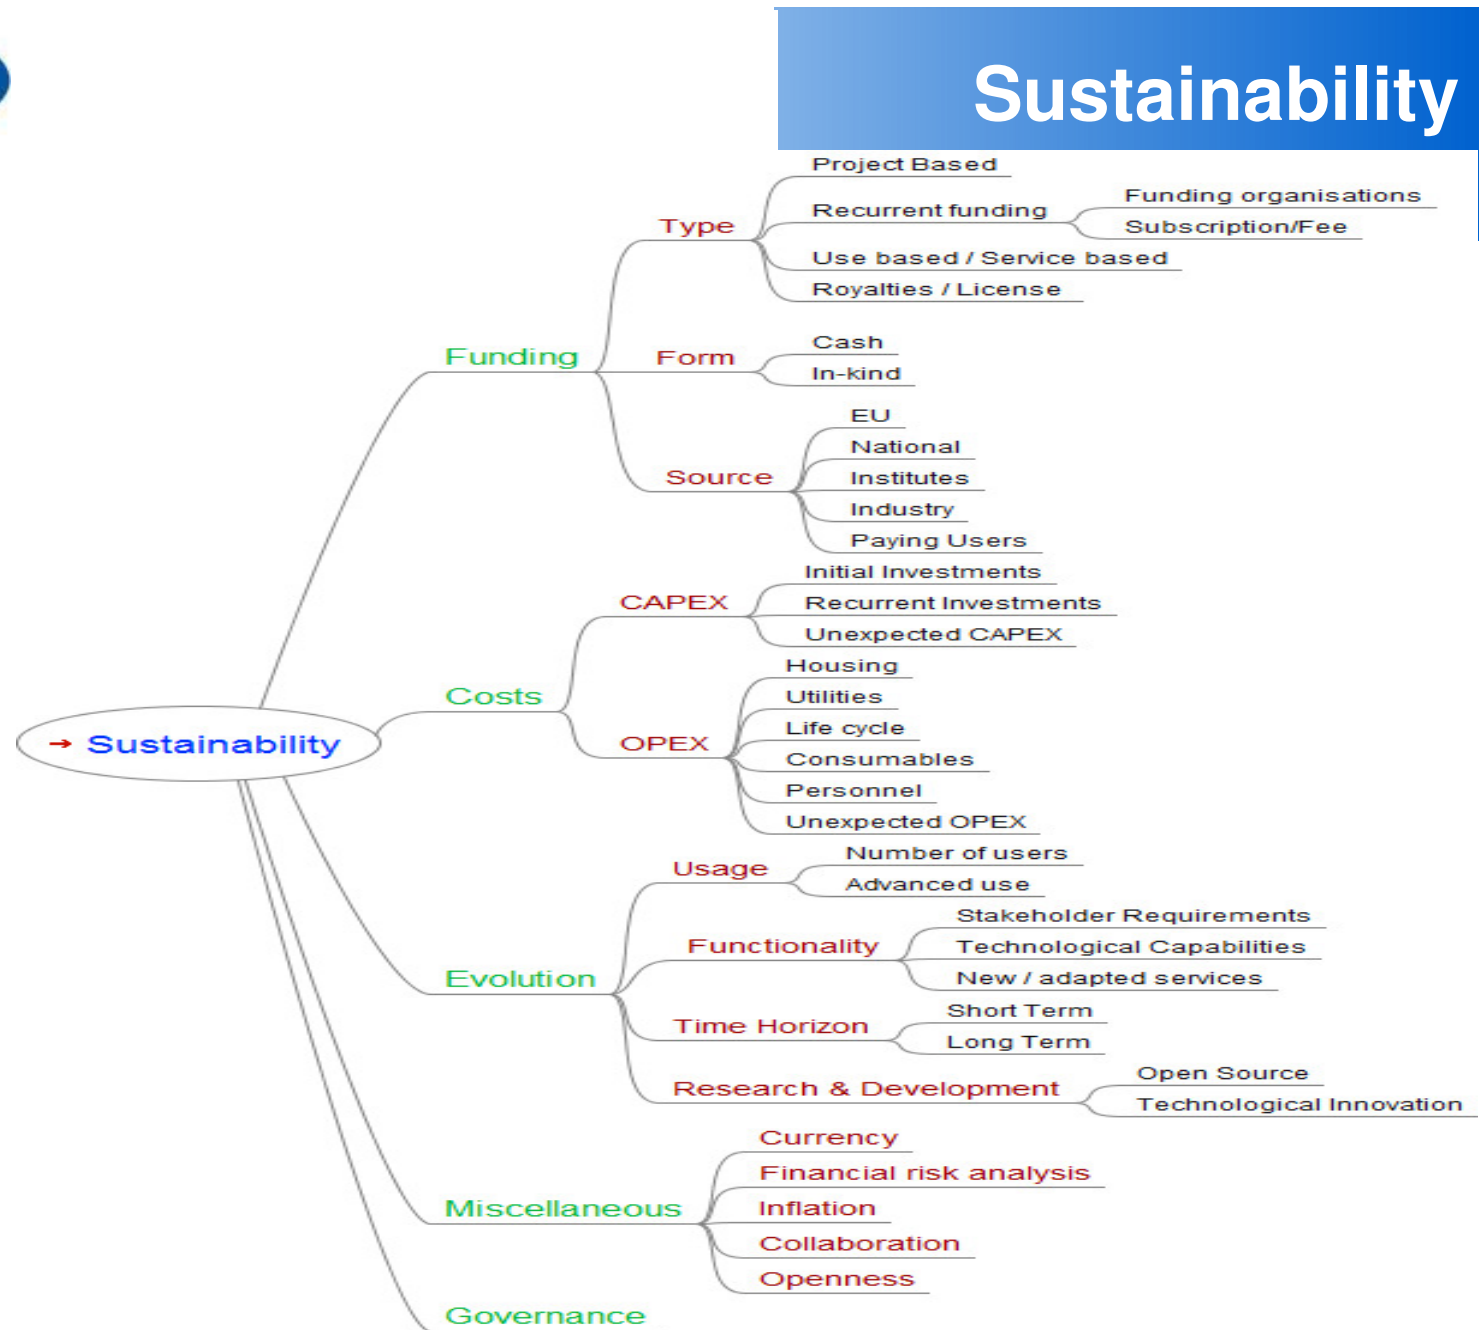 Sustainability
Project Based
Funding organisations
Recurrent funding
Subscription/Fee
Type
Use based / Service based
Royalties / License
Cash
Funding
Form
In-kind
EU
National
Source
Institutes
Industry
Paying Users
Initial Investments
CAPEX
Recurrent Investments
Unexpected CAPEX
Housing
Costs
Utilities
Life cycle
→ Sustainability
OPEX
Consumables
Personnel
Unexpected OPEX
Number of users
Usage
Advanced use
Stakeholder Requirements
Functionality
Technological Capabilities
Evolution
New / adapted services
Short Term
Time Horizon
Long Term
Open Source
Research & Development
Technological Innovation
Currency
Financial risk analysis
Miscellaneous
Inflation
Collaboration
Openness
Governance